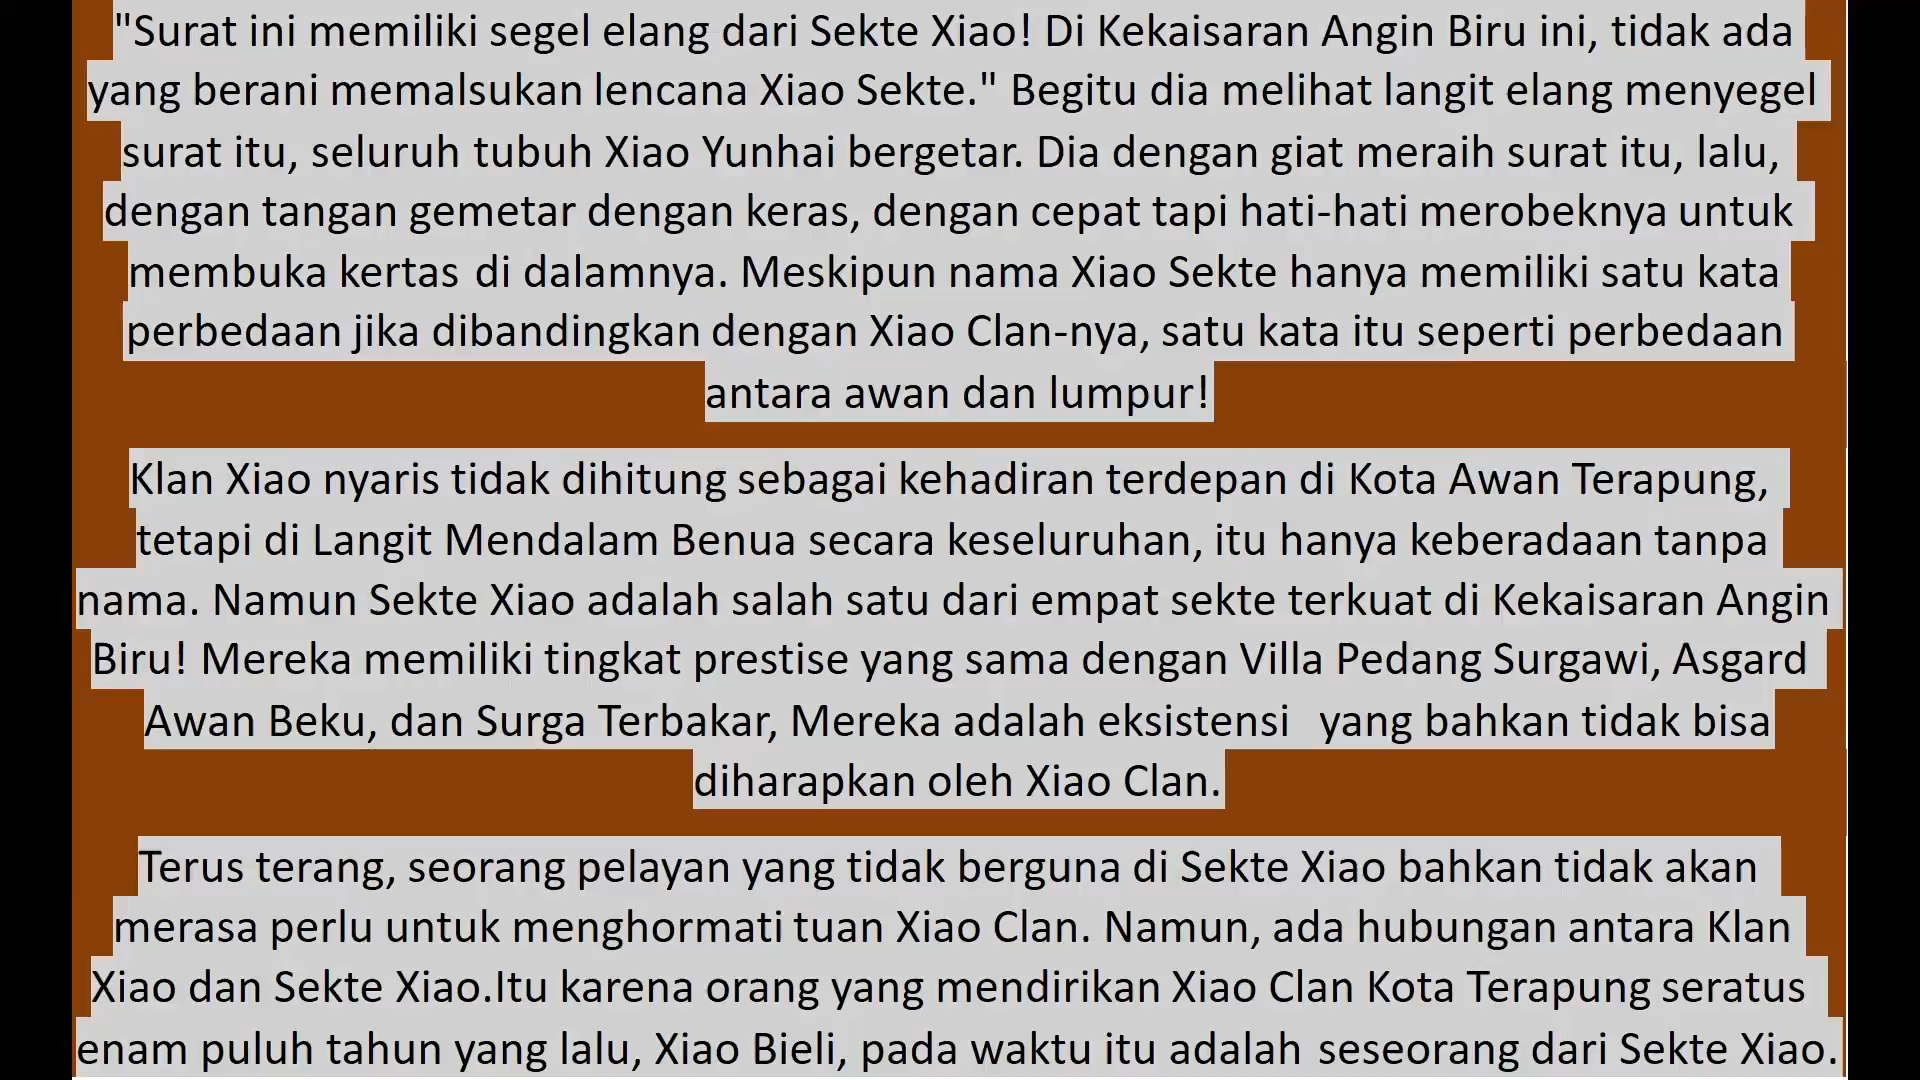 "Surat ini memiliki segel elang dari Sekte Xiao! Di Kekaisaran Angin Biru ini, tidak ada
yang berani memalsukan lencana Xiao Sekte." Begitu dia melihat langit elang menyegel
surat itu, seluruh tubuh Xiao Yunhai bergetar. Dia dengan giat meraih surat itu, lalu,
dengan tangan gemetar dengan keras, dengan cepat tapi hati-hati merobeknya untuk
membuka kertas di dalamnya. Meskipun nama Xiao Sekte hanya memiliki satu kata
perbedaan jika dibandingkan dengan Xiao Clan-nya, satu kata itu seperti perbedaan
antara awan dan lumpur!
Klan Xiao nyaris tidak dihitung sebagai kehadiran terdepan di Kota Awan Terapung,
tetapi di Langit Mendalam Benua secara keseluruhan, itu hanya keberadaan tanpa
nama. Namun Sekte Xiao adalah salah satu dari empat sekte terkuat di Kekaisaran Angin
Biru! Mereka memiliki tingkat prestise yang sama dengan Villa Pedang Surgawi, Asgard
Awan Beku, dan Surga Terbakar, Mereka adalah eksistensi yang bahkan tidak bisa
diharapkan oleh Xiao Clan.
Terus terang, seorang pelayan yang tidak berguna di Sekte Xiao bahkan tidak akan
merasa perlu untuk menghormati tuan Xiao Clan. Namun, ada hubungan antara Klan
Xiao dan Sekte Xiao.Itu karena orang yang mendirikan Xiao Clan Kota Terapung seratus
enam puluh tahun yang lalu, Xiao Bieli, pada waktu itu adalah seseorang dari Sekte Xiao.